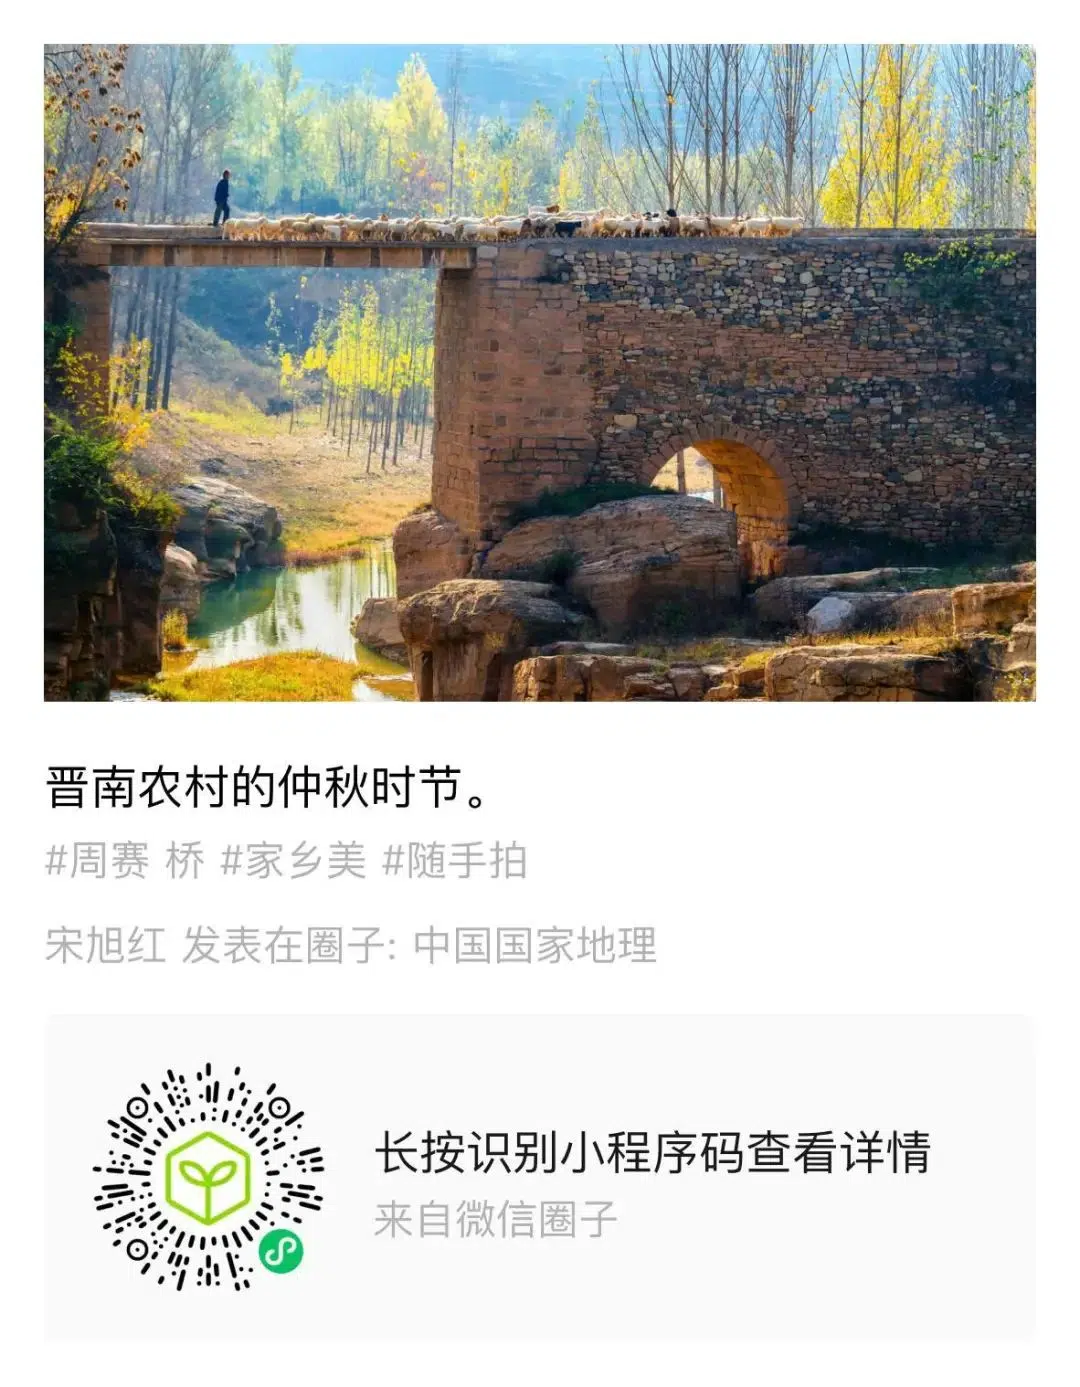 晋南农村的仲秋时节。
#周赛 桥 #家乡美 #随手拍
宋旭红 发表在圈子: 中国国家地理
长按识别小程序码查看详情
来自微信圈子